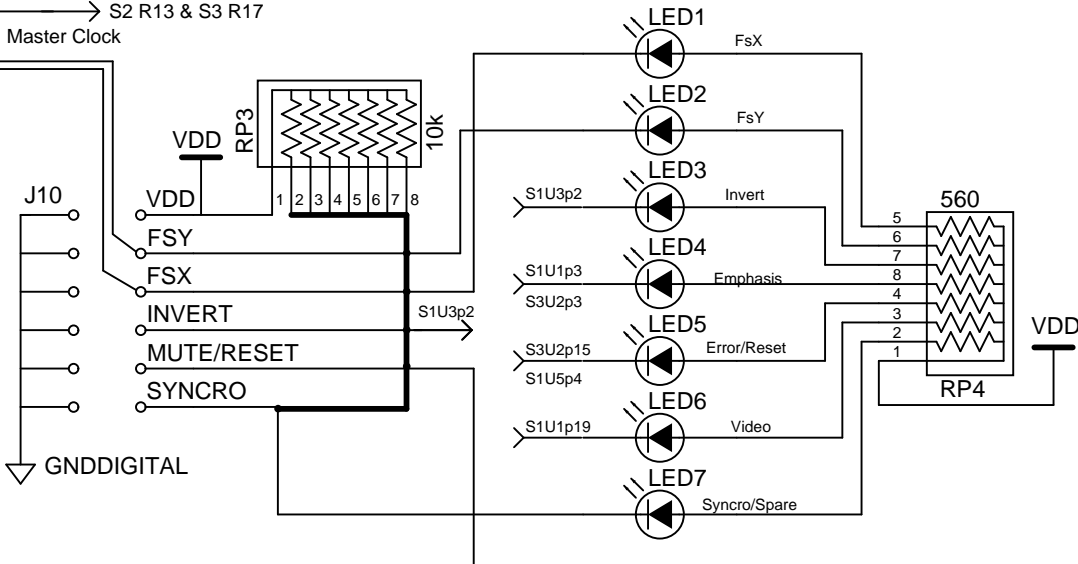 S2 R13 & S3 R17
Master Clock
LED1
FsX
LED2
FsY
RP3
10k
VDD
LED3
J10
VDD
1 2 3 4 5 6 7 8
S1U3p2
Invert
560
5
6
7
8
4
3
2
1
FSY
LED4
FSX
S1U1p3
Emphasis
S3U2p3
INVERT
S1U3p2
LED5
VDD
MUTE/RESET
S3U2p15
Error/Reset
S1U5p4
RP4
SYNCRO
LED6
S1U1p19
Video
GNDDIGITAL
LED7
Syncro/Spare